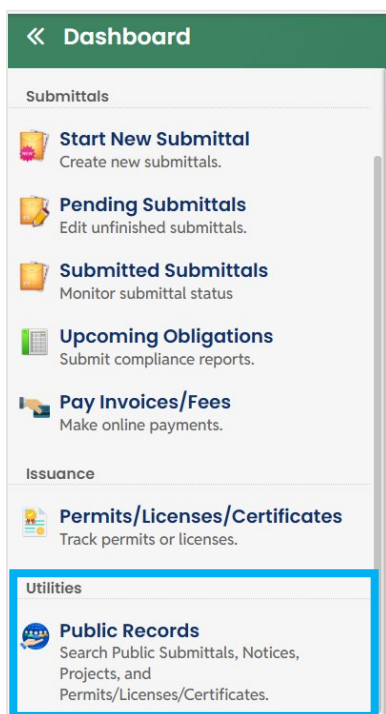 « Dashboard
Submittals
NEW
Start New Submittal
Create new submittals.
Pending Submittals
Edit unfinished submittals.
Submitted Submittals
Monitor submittal status
Upcoming Obligations
Submit compliance reports.
Pay Invoices/Fees
Make online payments.
Issuance
Permits/Licenses/Certificates
Track permits or licenses.
Utilities
Public Records
Search Public Submittals, Notices,
Projects, and
Permits/Licenses/Certificates.